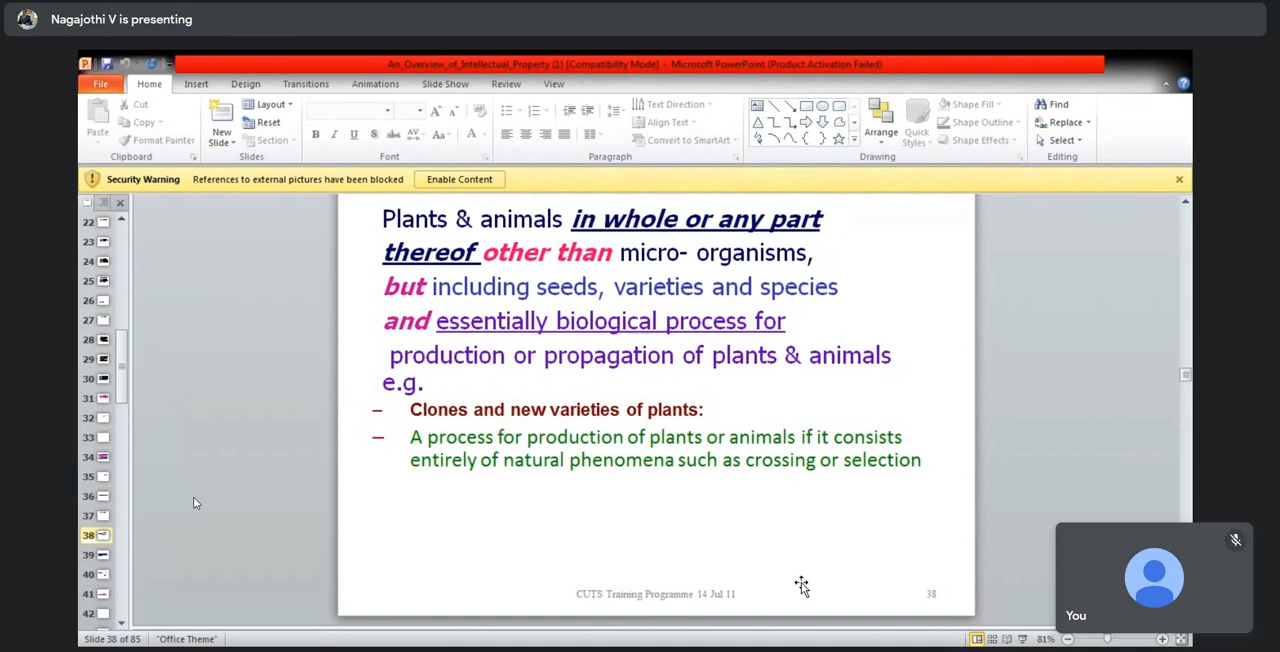 Nagajothi V is presenting
An_Overview_of_Intellectual_Property (1) [Compatibility Mode] - Microsoft PowerPoint (Product Activation Failed)
File Home Insert Design Transitions Animations Slide Show Review View
Paste
Cut
Copy
Format Painter
Clipboard
New
Slide
Layout
Reset
Section
Slides
B I U S abc AV Aa A
Font
Text Direction
Align Text
Convert to SmartArt
Paragraph
Arrange
Quick
Styles
Shape Fill
Shape Outline
Shape Effects
Drawing
Find
Replace
Select
Editing
Security Warning References to external pictures have been blocked Enable Content
22
23
24
25
26
27
28
29
30
31
32
33
34
35
36
37
38
39
40
41
42
Plants & animals in whole or any part
thereof other than micro- organisms,
but including seeds, varieties and species
and essentially biological process for
production or propagation of plants & animals
e.g.
– Clones and new varieties of plants:
– A process for production of plants or animals if it consists
entirely of natural phenomena such as crossing or selection
CUTS Training Programme 14 Jul 11 38
You
Slide 38 of 85 "Office Theme" 81%